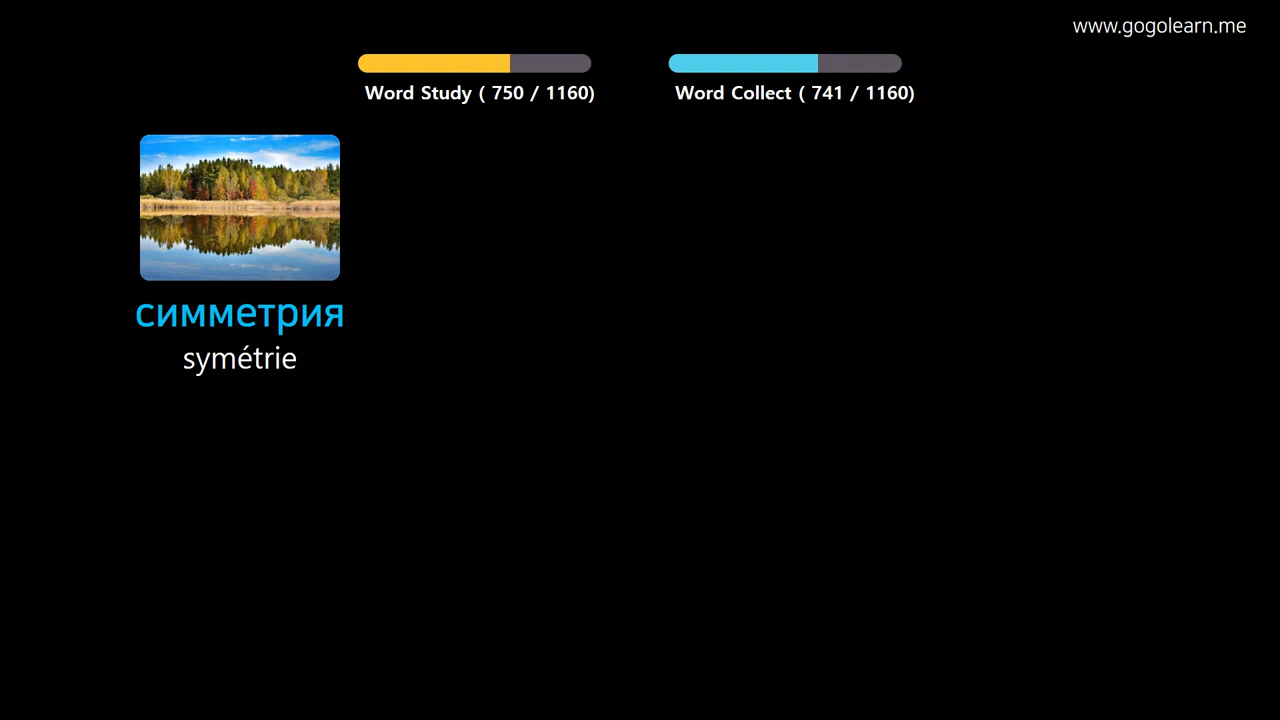 www.gogolearn.me
Word Study ( 750 / 1160)
Word Collect ( 741 / 1160)
симметрия
symétrie